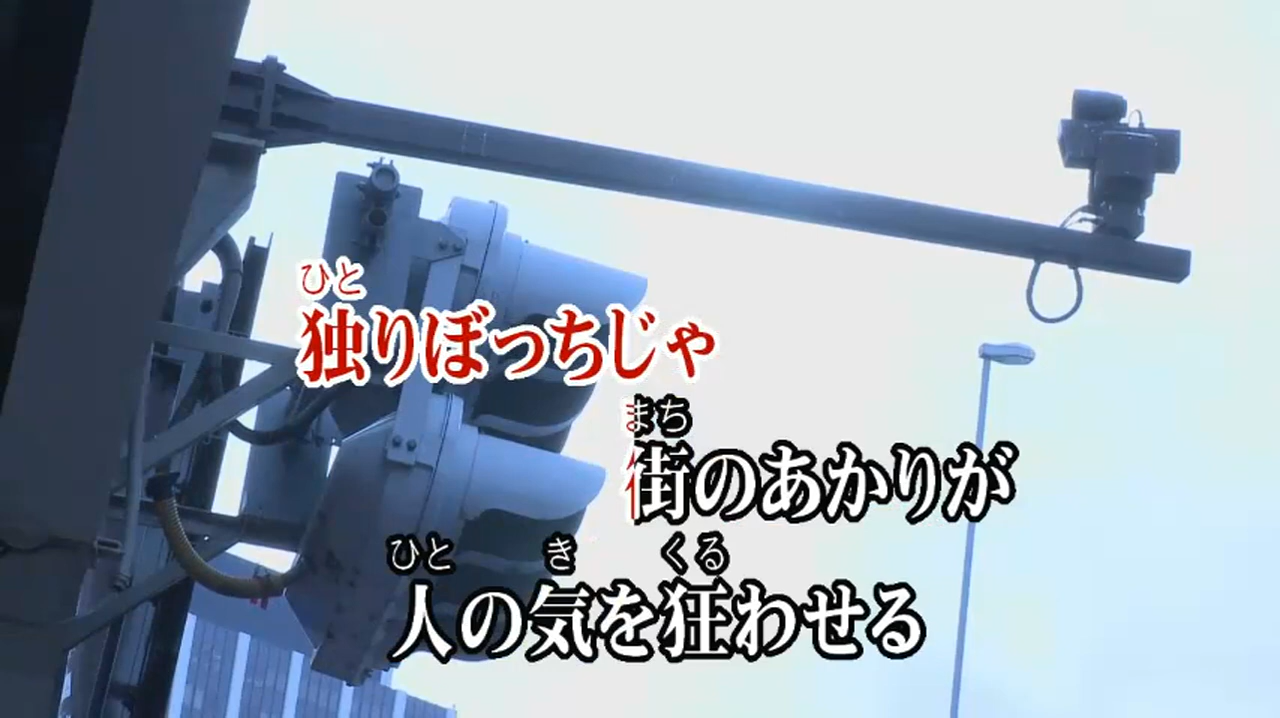 ひと
独りぼっちじゃ
まち
街のあかりが
ひと き くる
人の気を狂わせる